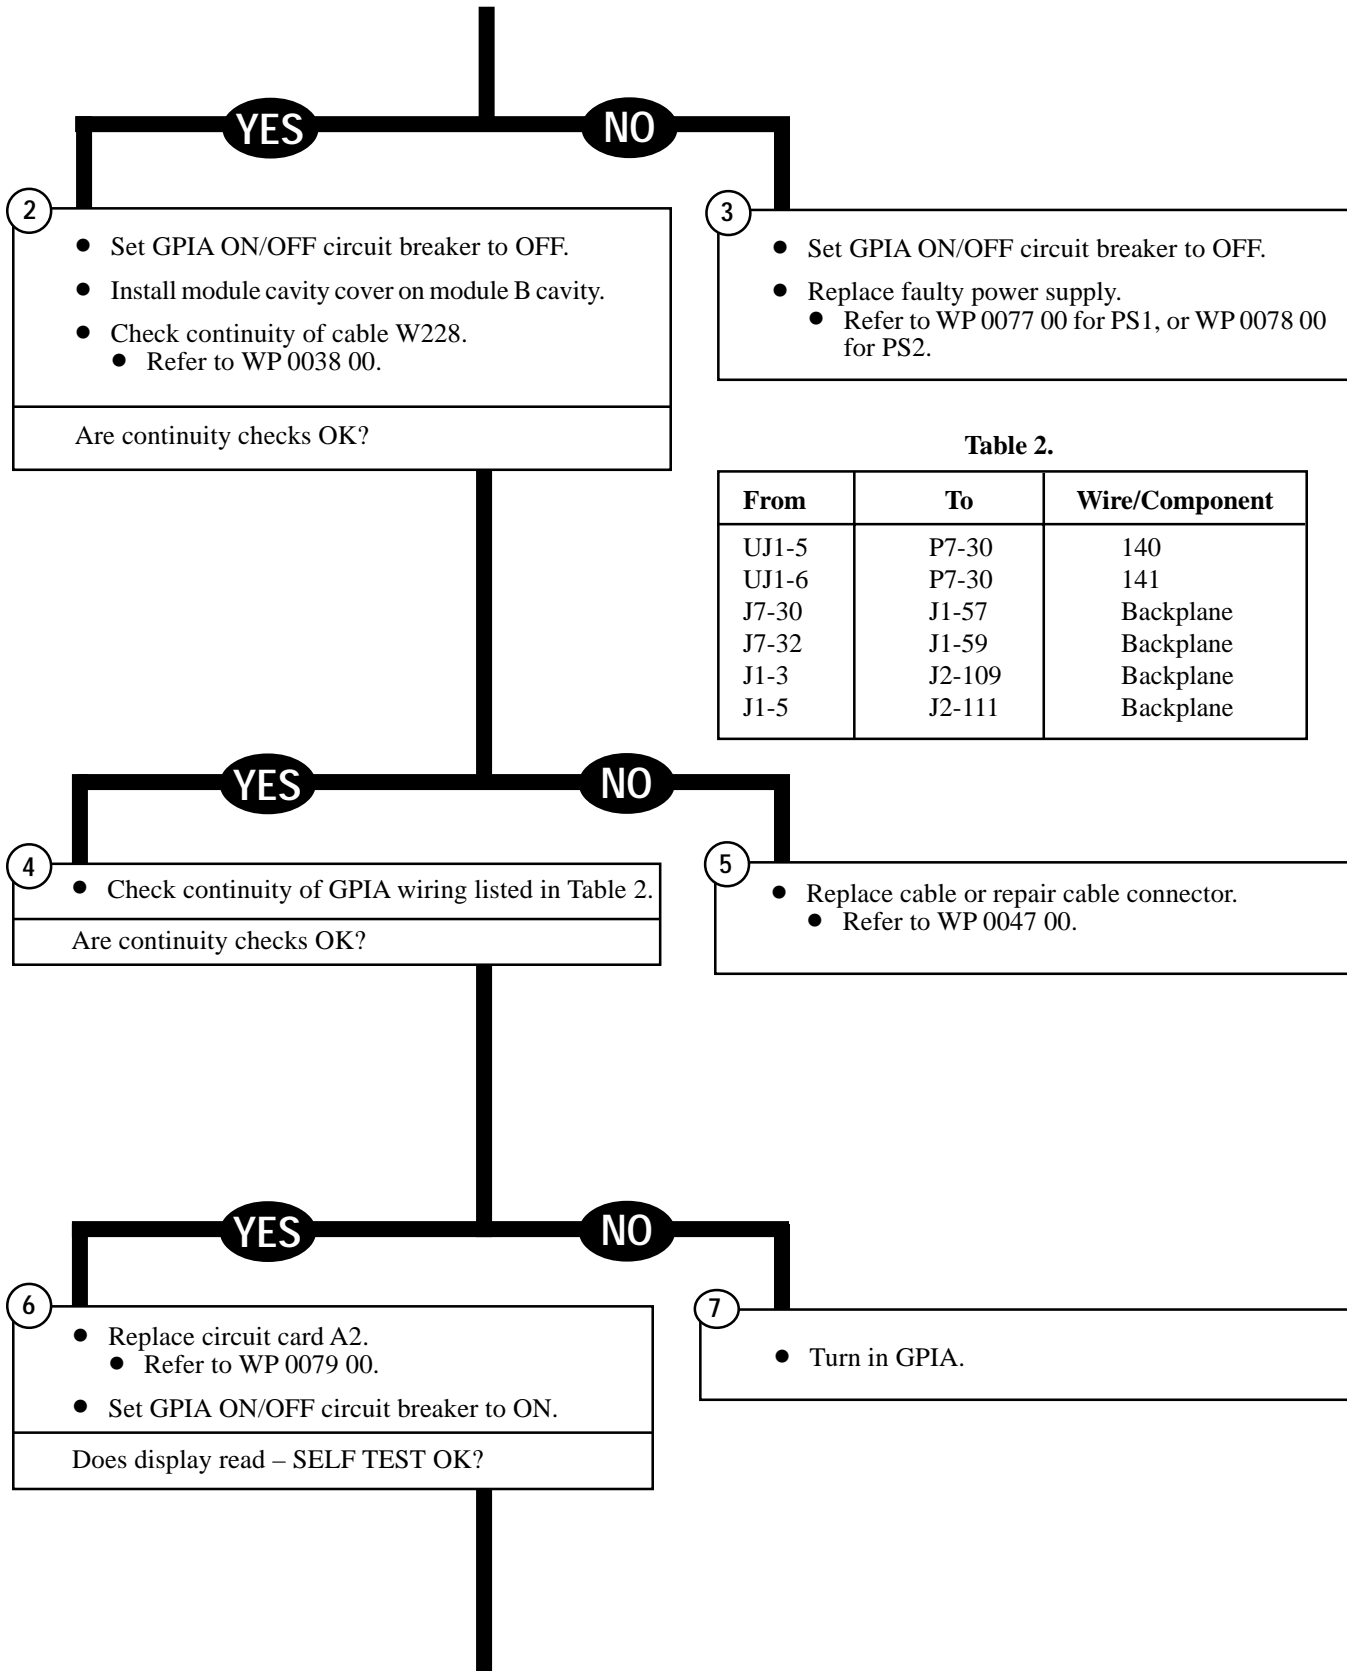 YES
NO
2
● Set GPIA ON/OFF circuit breaker to OFF.
● Install module cavity cover on module B cavity.
● Check continuity of cable W228.
● Refer to WP 0038 00.
Are continuity checks OK?
3
● Set GPIA ON/OFF circuit breaker to OFF.
● Replace faulty power supply.
● Refer to WP 0077 00 for PS1, or WP 0078 00
for PS2.
Table 2.
From To Wire/Component
UJ1-5 P7-30 140
UJ1-6 P7-30 141
J7-30 J1-57 Backplane
J7-32 J1-59 Backplane
J1-3 J2-109 Backplane
J1-5 J2-111 Backplane
YES
NO
4
● Check continuity of GPIA wiring listed in Table 2.
Are continuity checks OK?
5
● Replace cable or repair cable connector.
● Refer to WP 0047 00.
YES
NO
6
● Replace circuit card A2.
● Refer to WP 0079 00.
● Set GPIA ON/OFF circuit breaker to ON.
Does display read – SELF TEST OK?
7
● Turn in GPIA.